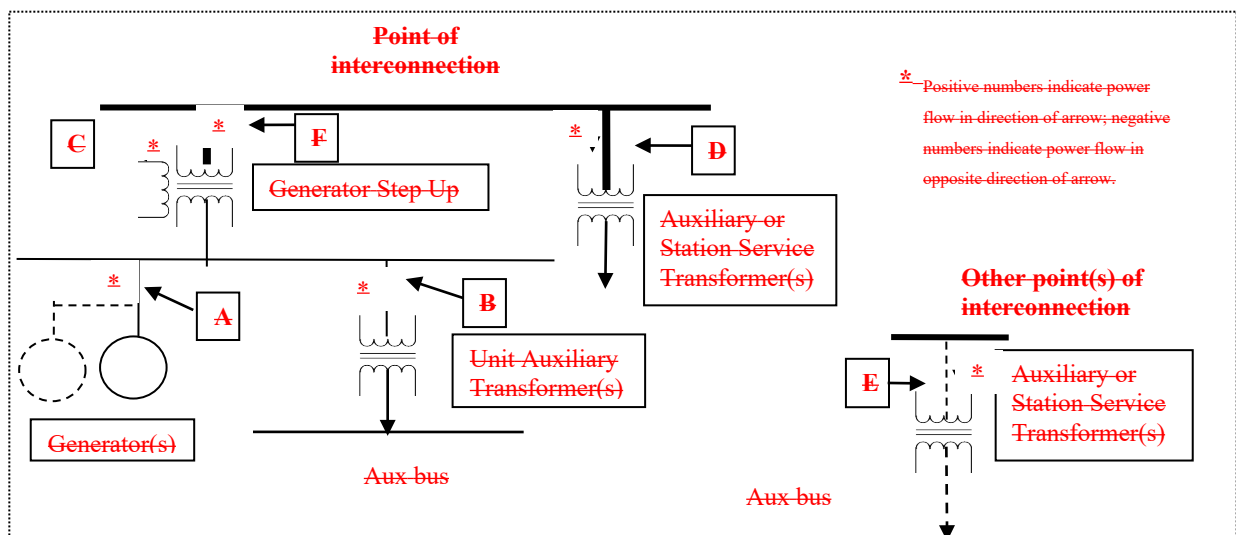 Point of
interconnection
* Positive numbers indicate power
flow in direction of arrow; negative
numbers indicate power flow in
opposite direction of arrow.
C
*
*
F
*
D
Generator Step Up
Auxiliary or
Station Service
Transformer(s)
*
A
*
B
Other point(s) of
interconnection
Unit Auxiliary
Transformer(s)
E
*
Auxiliary or
Station Service
Transformer(s)
Generator(s)
Aux bus
Aux bus